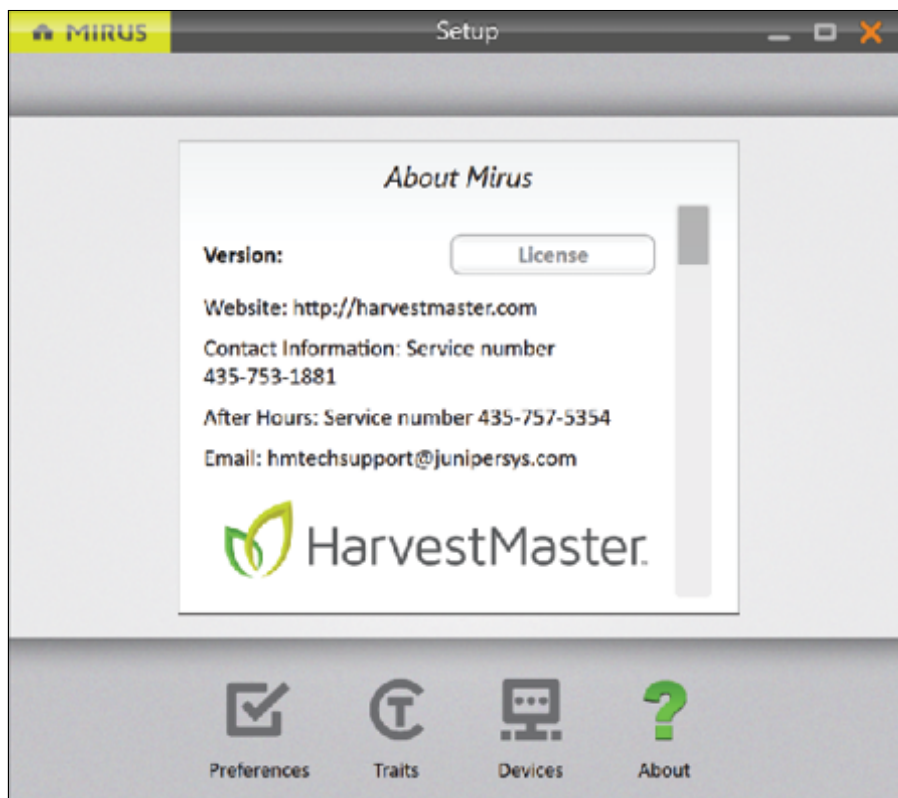 MIRUS
Setup
About Mirus
Version:
License
Website: http://harvestmaster.com
Contact Information: Service number
435-753-1881
After Hours: Service number 435-757-5354
Email: hmtechsupport@junipersys.com
HarvestMaster™
Preferences
Traits
Devices
About